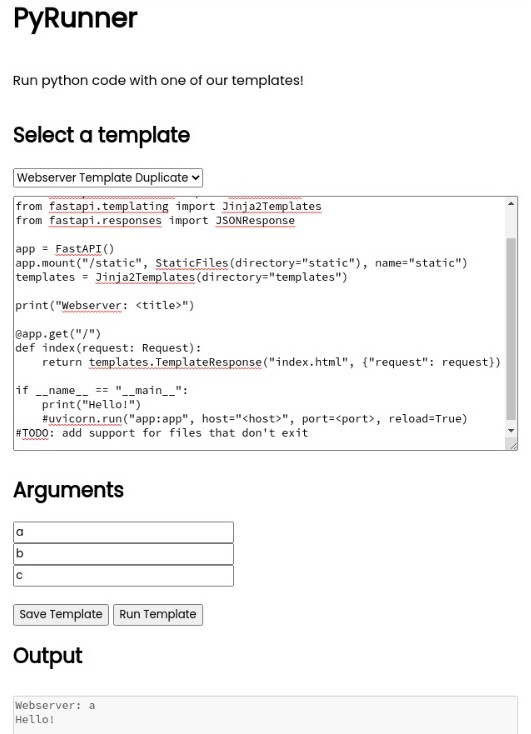 PyRunner
Run python code with one of our templates!
Select a template
Webserver Template Duplicate
from fastapi.templating import Jinja2Templates
from fastapi.responses import JSONResponse
app = FastAPI()
app.mount("/static", StaticFiles(directory="static"), name="static")
templates = Jinja2Templates(directory="templates")
print("Webserver: <title>")
@app.get("/")
def index(request: Request):
    return templates.TemplateResponse("index.html", {"request": request})
if __name__ == "__main__":
    print("Hello!")
    #uvicorn.run("app:app", host="<host>", port=<port>, reload=True)
#TODO: add support for files that don't exit
Arguments
a
b
c
Save Template Run Template
Output
Webserver: a
Hello!